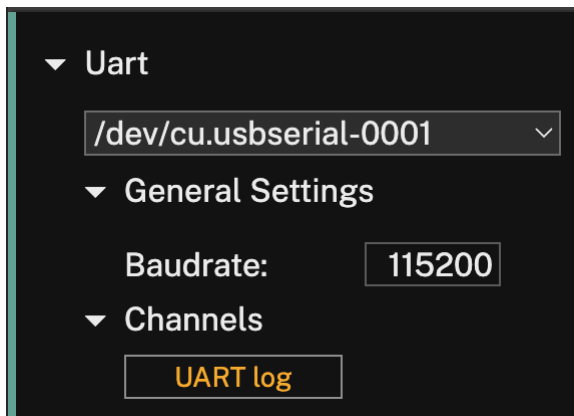 Uart
/dev/cu.usbserial-0001
General Settings
Baudrate: 115200
Channels
UART log